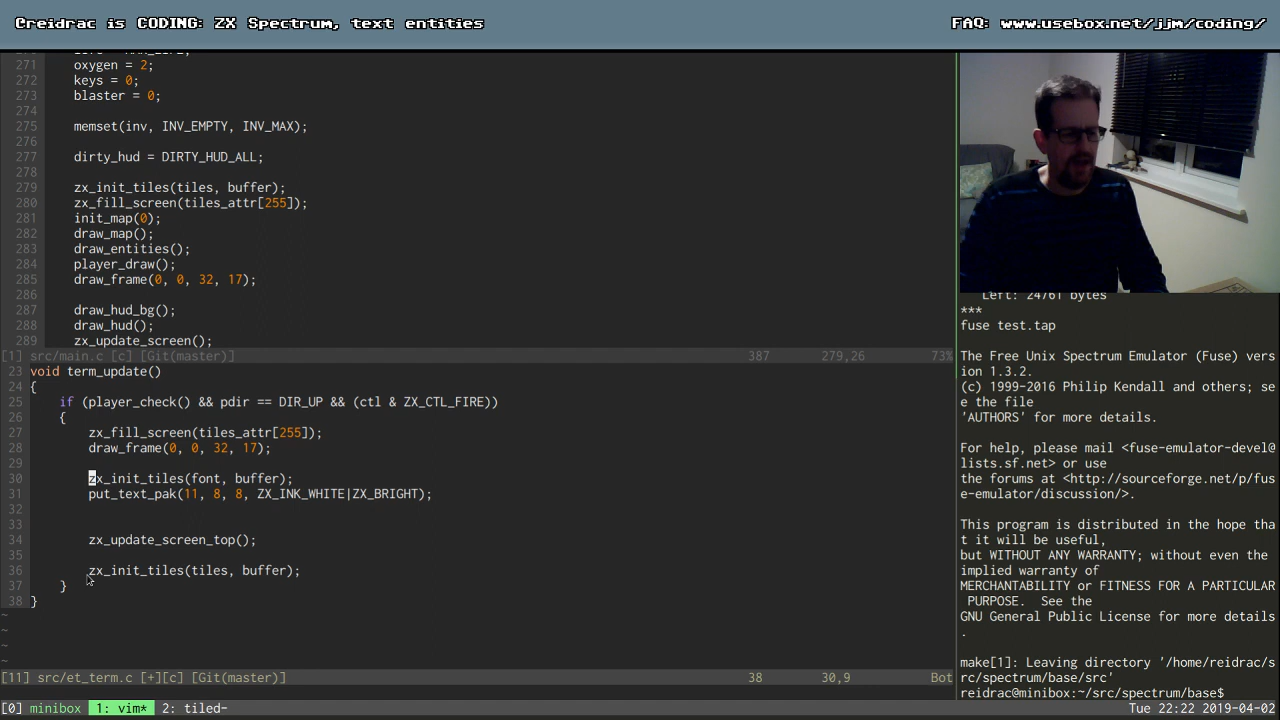 Creidrac is CODING: ZX Spectrum, text entities
FAQ: www.usebox.net/jjm/coding/
271 oxygen = 2;
272 keys = 0;
273 blaster = 0;
274
275 memset(inv, INV_EMPTY, INV_MAX);
276
277 dirty_hud = DIRTY_HUD_ALL;
278
279 zx_init_tiles(tiles, buffer);
280 zx_fill_screen(tiles_attr[255]);
281 init_map(0);
282 draw_map();
283 draw_entities();
284 player_draw();
285 draw_frame(0, 0, 32, 17);
286
287 draw_hud_bg();
288 draw_hud();
289 zx_update_screen();
[1] src/main.c [c] [Git(master)] 387 279,26 73%
23 void term_update()
24 {
25 if (player_check() && pdir == DIR_UP && (ctl & ZX_CTL_FIRE))
26 {
27 zx_fill_screen(tiles_attr[255]);
28 draw_frame(0, 0, 32, 17);
29
30 zx_init_tiles(font, buffer);
31 put_text_pak(11, 8, 8, ZX_INK_WHITE|ZX_BRIGHT);
32
33
34 zx_update_screen_top();
35
36 zx_init_tiles(tiles, buffer);
37 }
38 }
~
~
~
~
[11] src/et_term.c [+][c] [Git(master)] 38 30,9 Bot
Left: 24761 bytes
***
fuse test.tap
The Free Unix Spectrum Emulator (Fuse) vers
ion 1.3.2.
(c) 1999-2016 Philip Kendall and others; se
e the file
'AUTHORS' for more details.
For help, please mail <fuse-emulator-devel@
lists.sf.net> or use
the forums at <http://sourceforge.net/p/fus
e-emulator/discussion/>.
This program is distributed in the hope tha
t it will be useful,
but WITHOUT ANY WARRANTY; without even the
implied warranty of
MERCHANTABILITY or FITNESS FOR A PARTICULAR
PURPOSE. See the
GNU General Public License for more details
.
make[1]: Leaving directory '/home/reidrac/s
rc/spectrum/base/src'
reidrac@minibox:~/src/spectrum/base$
[0] minibox 1: vim* 2: tiled- Tue 22:22 2019-04-02